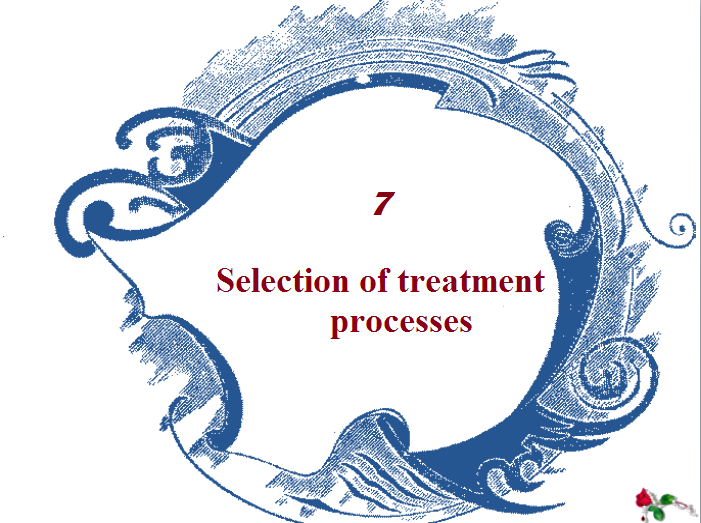 7
Selection of treatment
processes